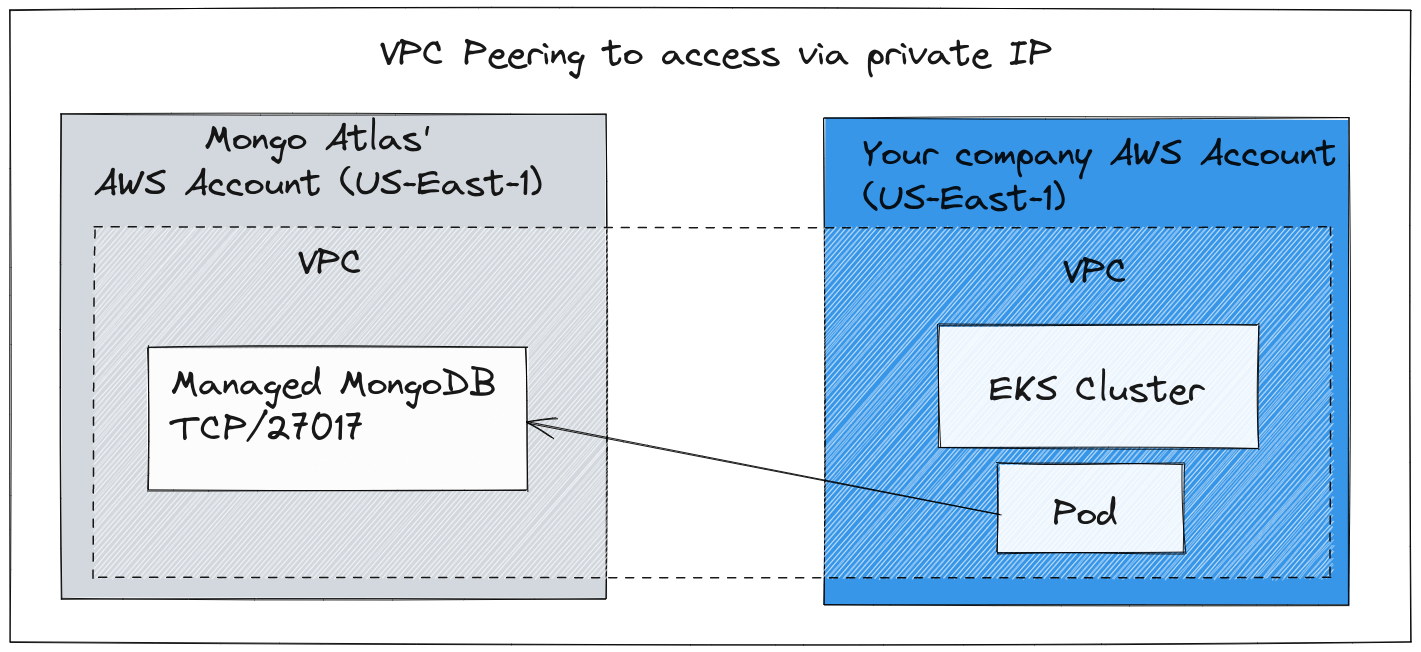 VPC Peering to access via private IP
Mongo Atlas'
AWS Account (US-East-1)
VPC
Managed MongoDB
TCP/27017
Your company AWS Account
(US-East-1)
VPC
EKS Cluster
Pod